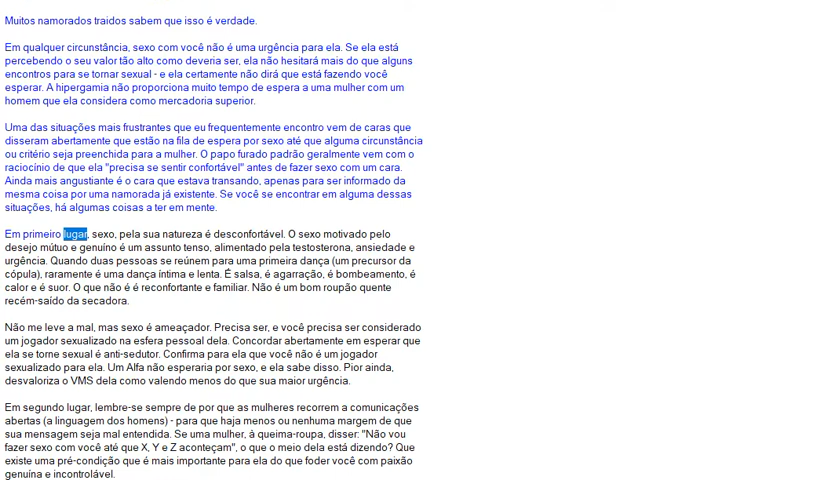 Muitos namorados traidos sabem que isso é verdade.
Em qualquer circunstância, sexo com você não é uma urgência para ela. Se ela está
percebendo o seu valor tão alto como deveria ser, ela não hesitará mais do que alguns
encontros para se tornar sexual - e ela certamente não dirá que está fazendo você
esperar. A hipergamia não proporciona muito tempo de espera a uma mulher com um
homem que ela considera como mercadoria superior.
Uma das situações mais frustrantes que eu frequentemente encontro vem de caras que
disseram abertamente que estão na fila de espera por sexo até que alguma circunstância
ou critério seja preenchida para a mulher. O papo furado padrão geralmente vem com o
raciocínio de que ela "precisa se sentir confortável" antes de fazer sexo com um cara.
Ainda mais angustiante é o cara que estava transando, apenas para ser informado da
mesma coisa por uma namorada já existente. Se você se encontrar em alguma dessas
situações, há algumas coisas a ter em mente.
Em primeiro lugar, sexo, pela sua natureza é desconfortável. O sexo motivado pelo
desejo mútuo e genuíno é um assunto tenso, alimentado pela testosterona, ansiedade e
urgência. Quando duas pessoas se reúnem para uma primeira dança (um precursor da
cópula), raramente é uma dança íntima e lenta. É salsa, é agarração, é bombeamento, é
calor e é suor. O que não é é reconfortante e familiar. Não é um bom roupão quente
recém-saído da secadora.
Não me leve a mal, mas sexo é ameaçador. Precisa ser, e você precisa ser considerado
um jogador sexualizado na esfera pessoal dela. Concordar abertamente em esperar que
ela se torne sexual é anti-sedutor. Confirma para ela que você não é um jogador
sexualizado para ela. Um Alfa não esperaria por sexo, e ela sabe disso. Pior ainda,
desvaloriza o VMS dela como valendo menos do que sua maior urgência.
Em segundo lugar, lembre-se sempre de por que as mulheres recorrem a comunicações
abertas (a linguagem dos homens) - para que haja menos ou nenhuma margem de que
sua mensagem seja mal entendida. Se uma mulher, à queima-roupa, disser: "Não vou
fazer sexo com você até que X, Y e Z aconteçam", o que o meio dela está dizendo? Que
existe uma pré-condição que é mais importante para ela do que foder você com paixão
genuína e incontrolável.